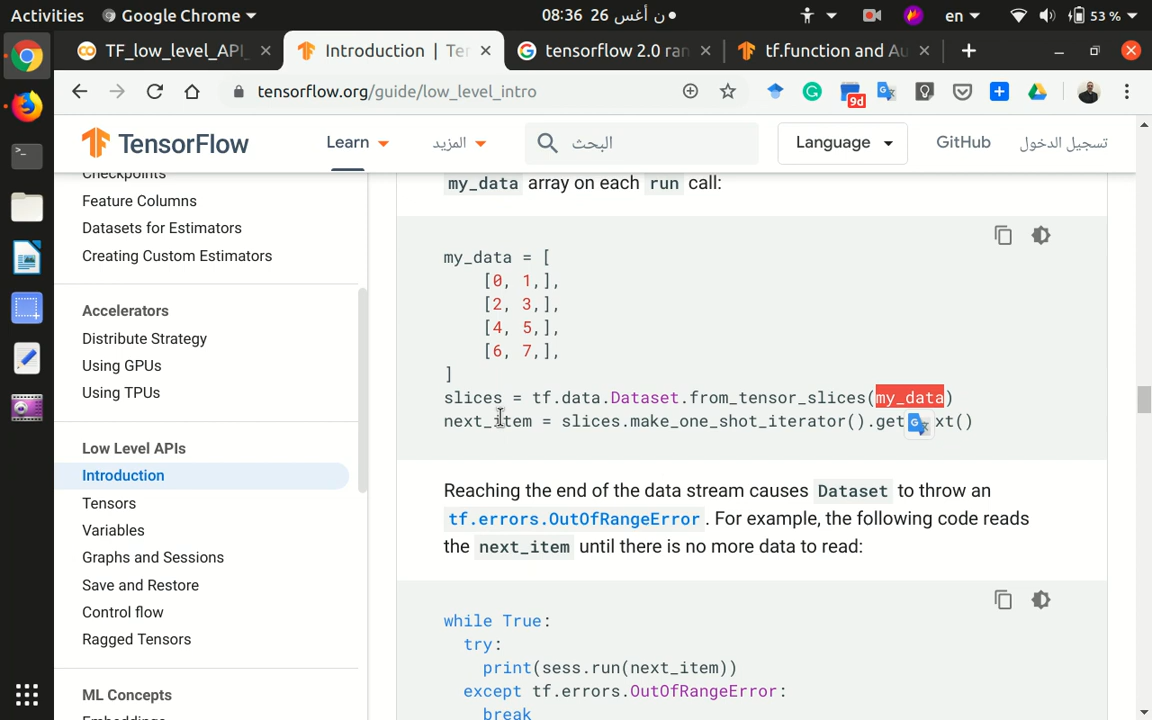 Activities
Google Chrome
ن أغس 26 08:36
en
53 %
TF_low_level_API_
Introduction | Te
tensorflow 2.0 ran
tf.function and Au
tensorflow.org/guide/low_level_intro
9d
TensorFlow
Learn
المزيد
البحث
Language
GitHub
تسجيل الدخول
Checkpoints
Feature Columns
Datasets for Estimators
Creating Custom Estimators
Accelerators
Distribute Strategy
Using GPUs
Using TPUs
Low Level APIs
Introduction
Tensors
Variables
Graphs and Sessions
Save and Restore
Control flow
Ragged Tensors
ML Concepts
Embeddings
my_data array on each run call:
my_data = [
[0, 1,],
[2, 3,],
[4, 5,],
[6, 7,],
]
slices = tf.data.Dataset.from_tensor_slices(my_data)
next_item = slices.make_one_shot_iterator().get xt()
Reaching the end of the data stream causes Dataset to throw an
tf.errors.OutOfRangeError. For example, the following code reads
the next_item until there is no more data to read:
while True:
try:
print(sess.run(next_item))
except tf.errors.OutOfRangeError:
break